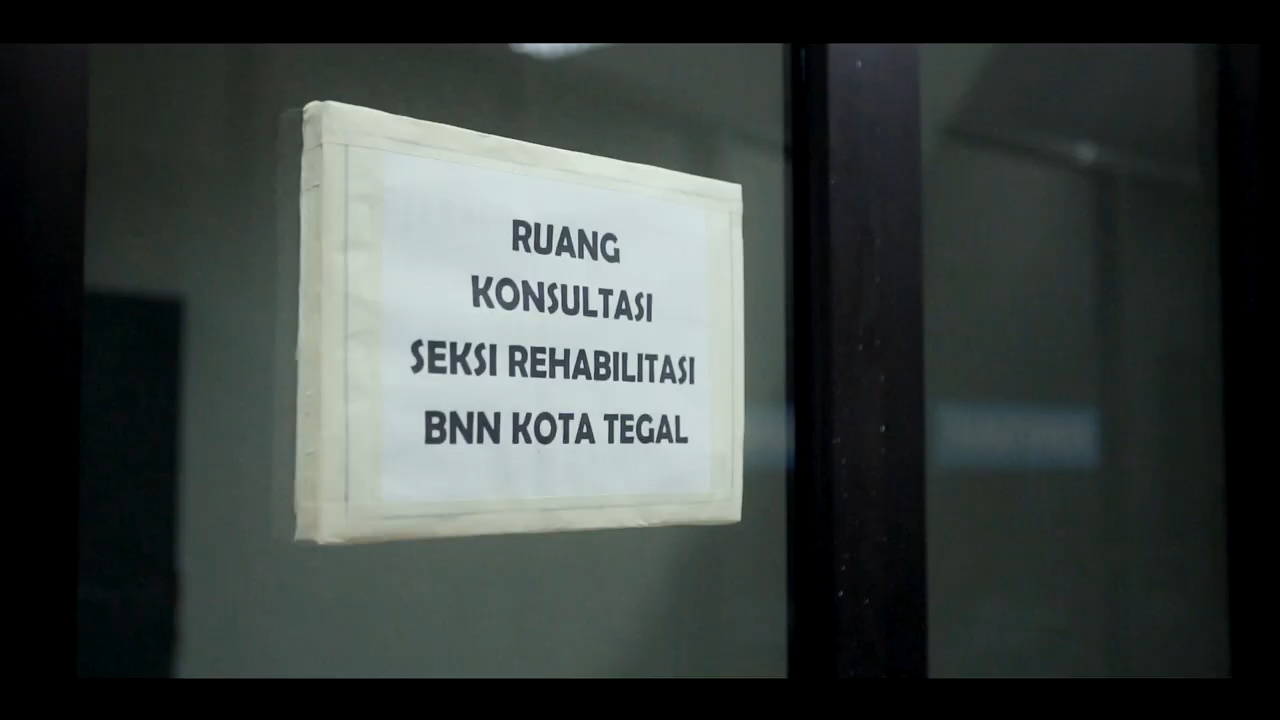 RUANG
KONSULTASI
SEKSI REHABILITASI
BNN KOTA TEGAL